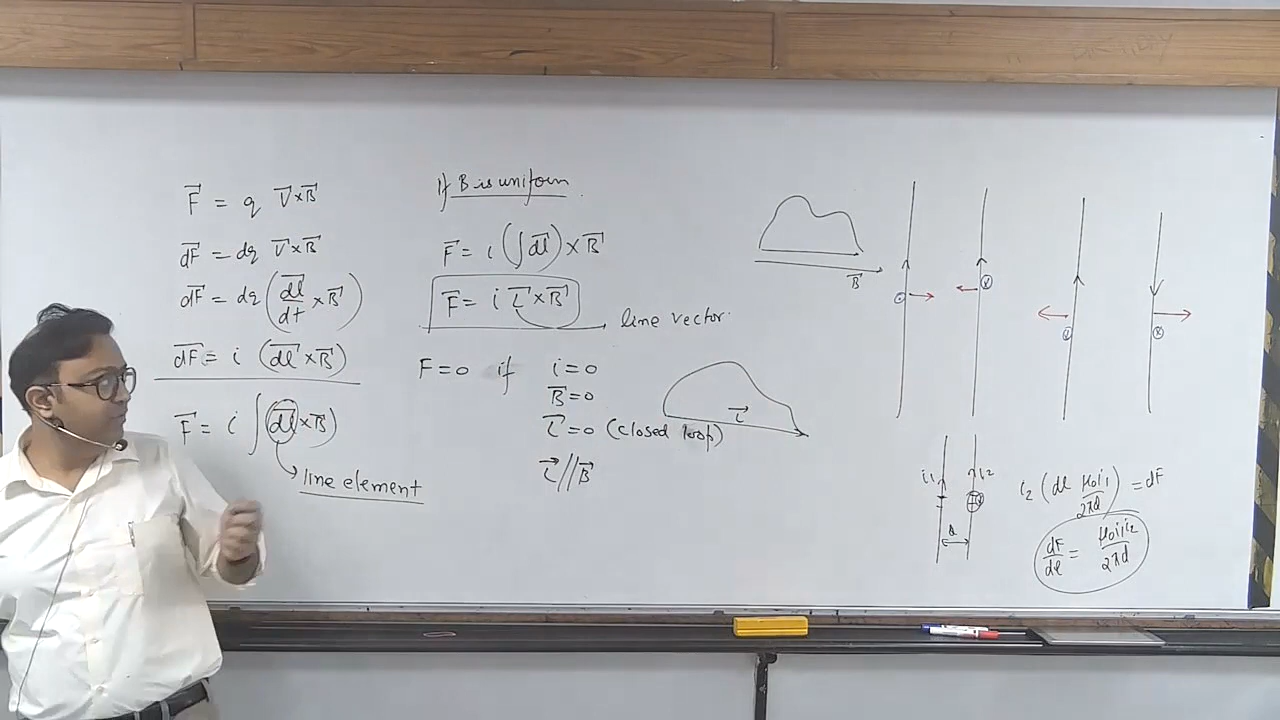 F⃗ = q V⃗×B⃗
dF⃗ = dq V⃗×B⃗
dF⃗ = dq (dl⃗/dt × B⃗)
dF⃗ = i (dl⃗ × B⃗)
F⃗ = i ∫ (dl⃗ × B⃗)
line element
If B is uniform
F⃗ = i (∫dl⃗) × B⃗
F⃗ = i L⃗ × B⃗
line vector
F=0 if i=0
B⃗=0
L⃗=0 (closed loop)
L⃗ // B⃗
B⃗
L⃗
i1 i2
d
i2 (dl μ0i1/2πd) = dF
dF/dl = μ0i1i2/2πd